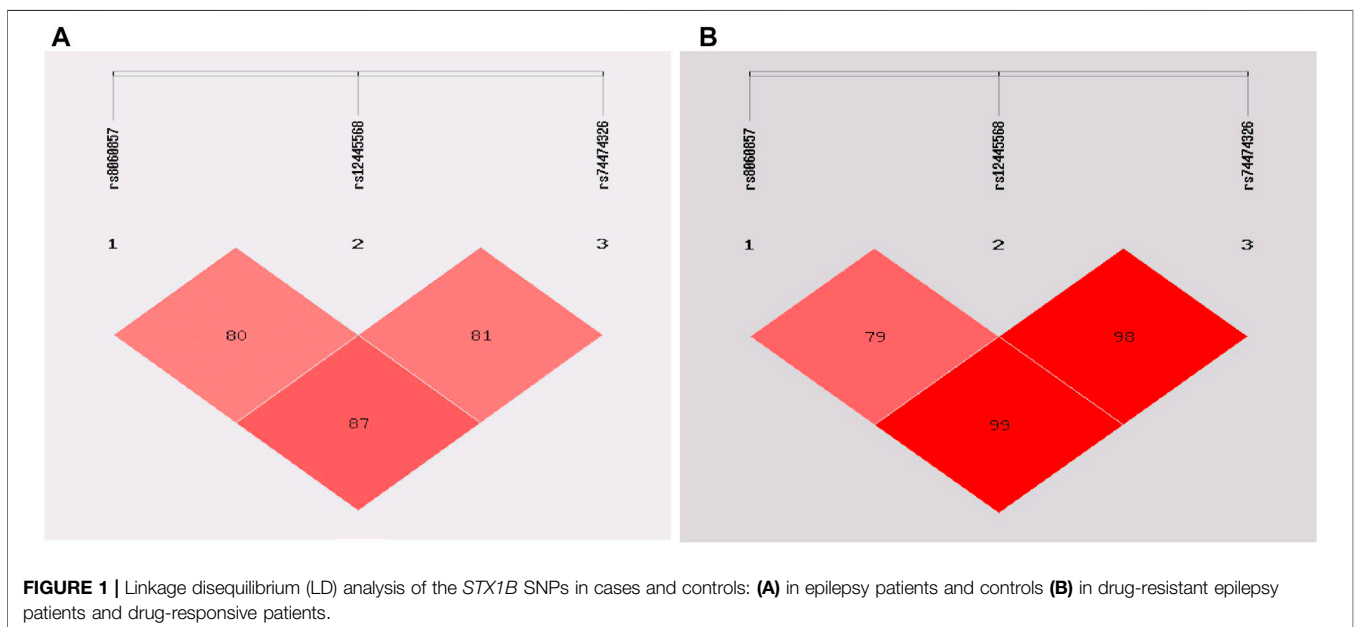 A
B
rs8060857
rs12445568
rs74474326
rs8060857
rs12445568
rs74474326
1 2 3
1 2 3
80 81
79 98
87
99
FIGURE 1 | Linkage disequilibrium (LD) analysis of the STX1B SNPs in cases and controls: (A) in epilepsy patients and controls (B) in drug-resistant epilepsy
patients and drug-responsive patients.